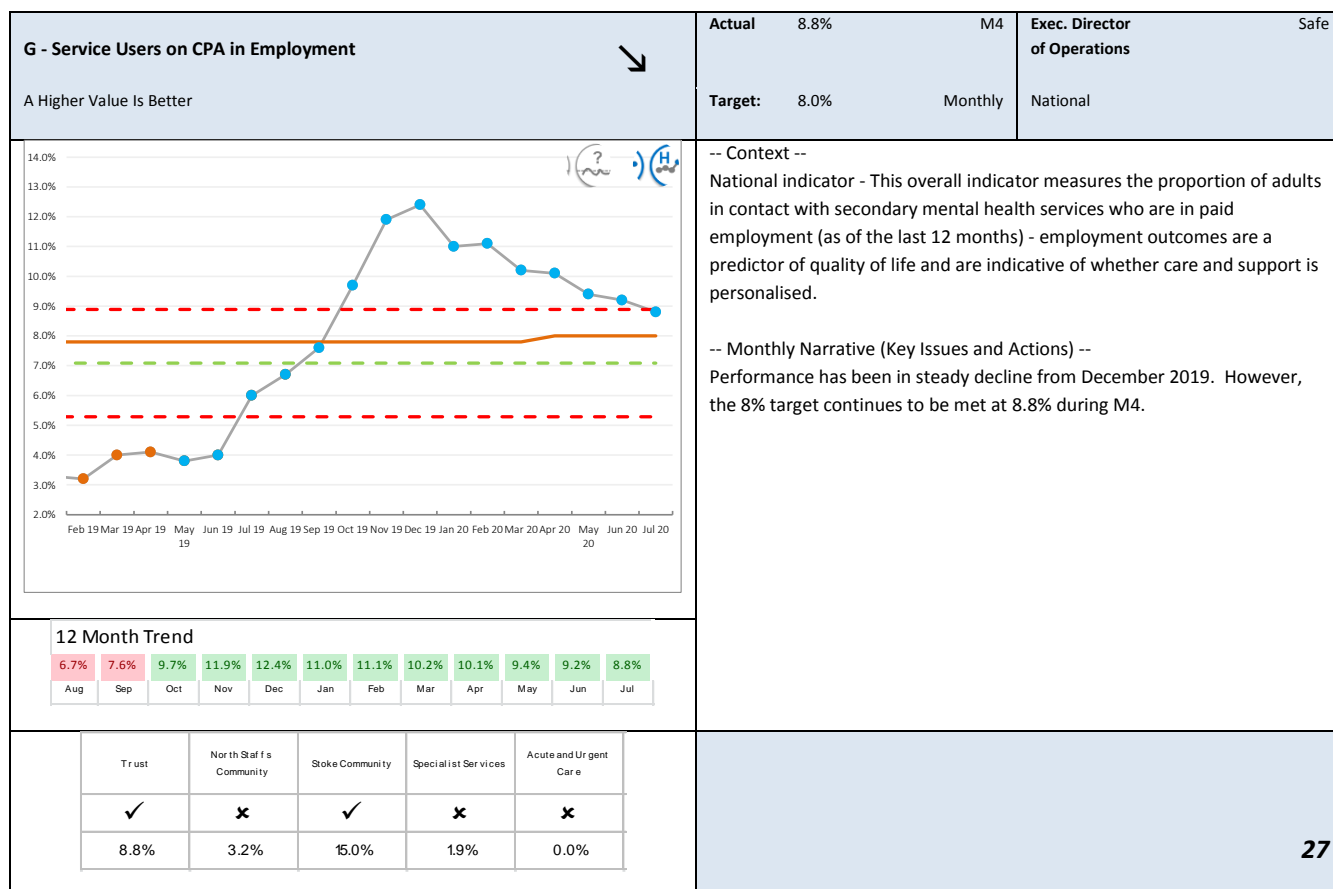 G - Service Users on CPA in Employment
↘
A Higher Value Is Better
Actual 8.8% M4
Target: 8.0% Monthly
Exec. Director Safe
of Operations
National
14.0%
13.0%
12.0%
11.0%
10.0%
9.0%
8.0%
7.0%
6.0%
5.0%
4.0%
3.0%
2.0%
? H
Feb 19 Mar 19 Apr 19 May 19 Jun 19 Jul 19 Aug 19 Sep 19 Oct 19 Nov 19 Dec 19 Jan 20 Feb 20 Mar 20 Apr 20 May 20 Jun 20 Jul 20
-- Context --
National indicator - This overall indicator measures the proportion of adults
in contact with secondary mental health services who are in paid
employment (as of the last 12 months) - employment outcomes are a
predictor of quality of life and are indicative of whether care and support is
personalised.
-- Monthly Narrative (Key Issues and Actions) --
Performance has been in steady decline from December 2019. However,
the 8% target continues to be met at 8.8% during M4.
12 Month Trend
6.7% 7.6% 9.7% 11.9% 12.4% 11.0% 11.1% 10.2% 10.1% 9.4% 9.2% 8.8%
Aug Sep Oct Nov Dec Jan Feb Mar Apr May Jun Jul
Trust
North Staffs
Community
Stoke Community
Specialist Services
Acute and Urgent
Care
✓ ✗ ✓ ✗ ✗
8.8% 3.2% 15.0% 1.9% 0.0%
27